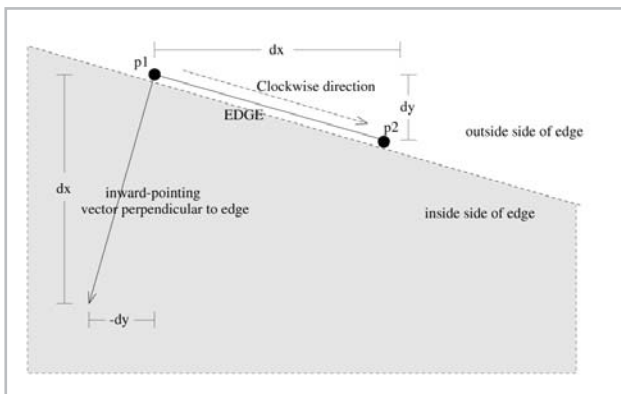 dx
p1
Clockwise direction
dy
EDGE
p2
outside side of edge
dx
inward-pointing
vector perpendicular to edge
inside side of edge
-dy